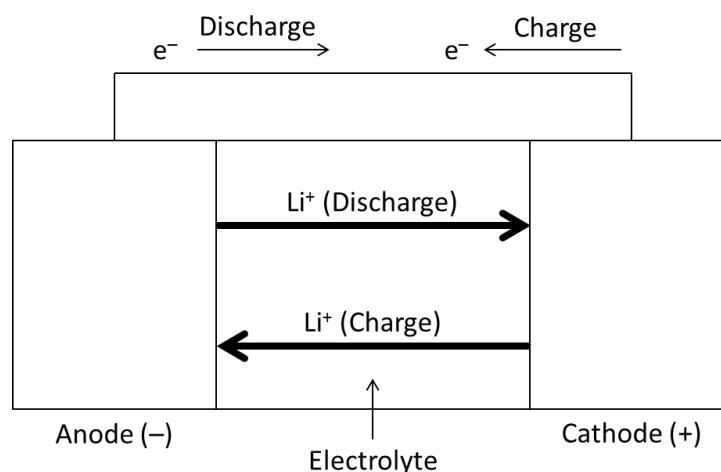 Discharge
e⁻
Charge
e⁻
Li⁺ (Discharge)
Li⁺ (Charge)
Anode (–)
Cathode (+)
Electrolyte